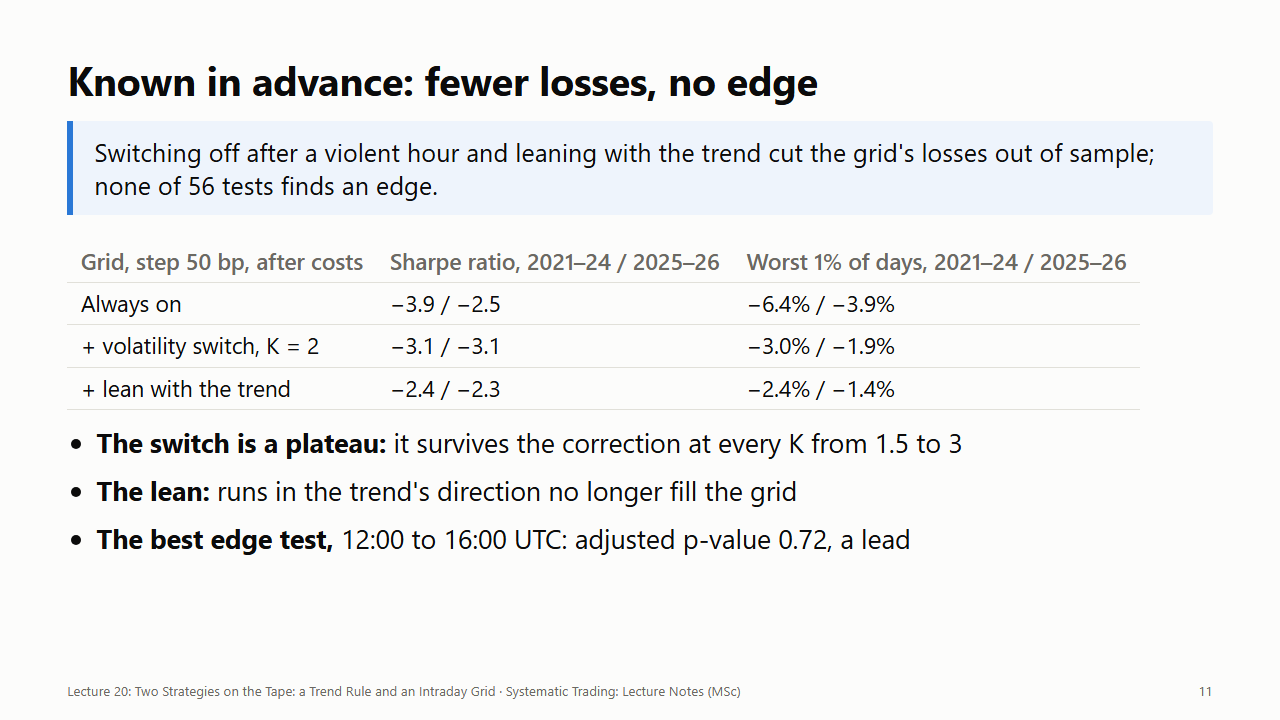 Known in advance: fewer losses, no edge
Switching off after a violent hour and leaning with the trend cut the grid's losses out of sample;
none of 56 tests finds an edge.
Grid, step 50 bp, after costs Sharpe ratio, 2021–24 / 2025–26 Worst 1% of days, 2021–24 / 2025–26
Always on −3.9 / −2.5 −6.4% / −3.9%
+ volatility switch, K = 2 −3.1 / −3.1 −3.0% / −1.9%
+ lean with the trend −2.4 / −2.3 −2.4% / −1.4%
• The switch is a plateau: it survives the correction at every K from 1.5 to 3
• The lean: runs in the trend's direction no longer fill the grid
• The best edge test, 12:00 to 16:00 UTC: adjusted p-value 0.72, a lead
Lecture 20: Two Strategies on the Tape: a Trend Rule and an Intraday Grid · Systematic Trading: Lecture Notes (MSc) 11